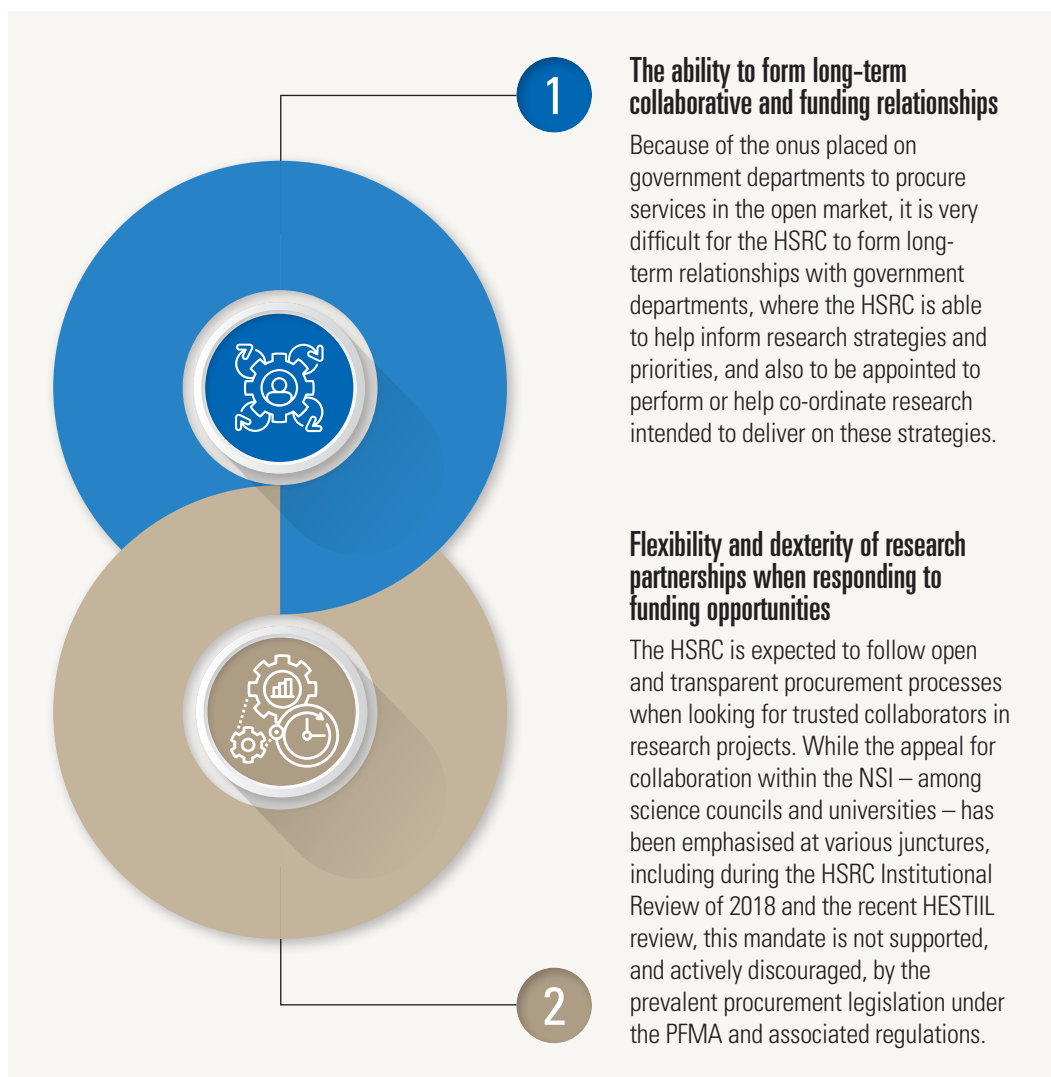 1
The ability to form long-term
collaborative and funding relationships
Because of the onus placed on
government departments to procure
services in the open market, it is very
difficult for the HSRC to form long-
term relationships with government
departments, where the HSRC is able
to help inform research strategies and
priorities, and also to be appointed to
perform or help co-ordinate research
intended to deliver on these strategies.
Flexibility and dexterity of research
partnerships when responding to
funding opportunities
The HSRC is expected to follow open
and transparent procurement processes
when looking for trusted collaborators in
research projects. While the appeal for
collaboration within the NSI – among
science councils and universities – has
been emphasised at various junctures,
including during the HSRC Institutional
Review of 2018 and the recent HESTIIL
review, this mandate is not supported,
and actively discouraged, by the
prevalent procurement legislation under
the PFMA and associated regulations.
2